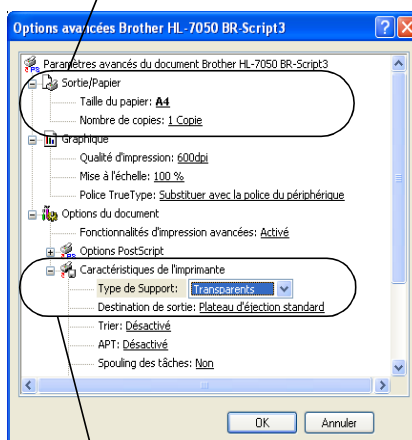 Options avancées Brother HL-7050 BR-Script3
Paramètres avancés du document Brother HL-7050 BR-Script3
Sortie/Papier
Taille du papier: A4
Nombre de copies: 1 Copie
Graphique
Qualité d'impression: 600dpi
Mise à l'échelle: 100 %
Police TrueType: Substituer avec la police du périphérique
Options du document
Fonctionnalités d'impression avancées: Activé
Options PostScript
Caractéristiques de l'imprimante
Type de Support: Transparents
Destination de sortie: Plateau d'éjection standard
Trier: Désactivé
APT: Désactivé
Spouling des tâches: Non
OK Annuler